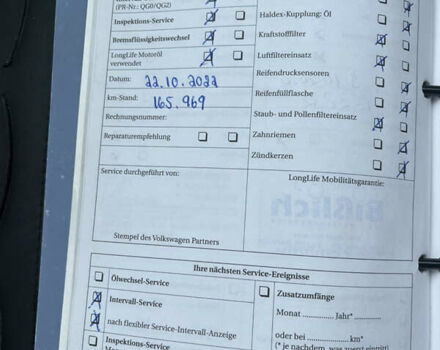 (PR-Nr.: QG0/QG2)
Inspektions-Service
Bremsflüssigkeitswechsel
LongLife Motoröl
verwendet
Datum: 22.10.2022
km-Stand: 165.969
Rechnungsnummer:
Reparaturempfehlung
Haldex-Kupplung: Öl
Kraftstofffilter
Luftfiltereinsatz
Reifendrucksensoren
Reifenfüllflasche
Staub- und Pollenfiltereinsatz
Zahnriemen
Zündkerzen
Service durchgeführt von:
LongLife Mobilitätsgarantie:
Stempel des Volkswagen Partners
Ihre nächsten Service-Ereignisse
Ölwechsel-Service
Intervall-Service
nach flexibler Service-Intervall-Anzeige
Inspektions-Service
Zusatzumfänge
Monat ............. Jahr* ............
oder bei ................ km*
(* je nachdem, was zuerst eintritt)